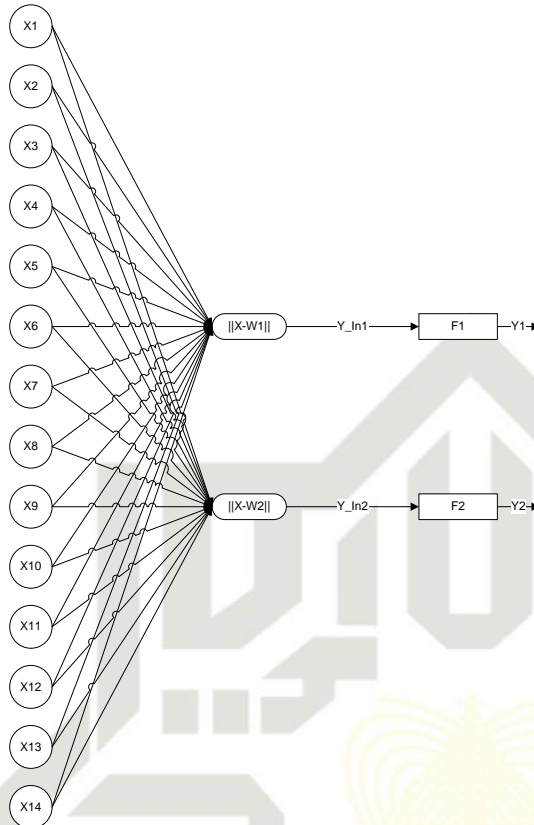 X1
X2
X3
X4
X5
X6
||X-W1||
Y_In1
F1
Y1
X7
X8
X9
||X-W2||
Y_In2
F2
Y2
X10
X11
X12
X13
X14